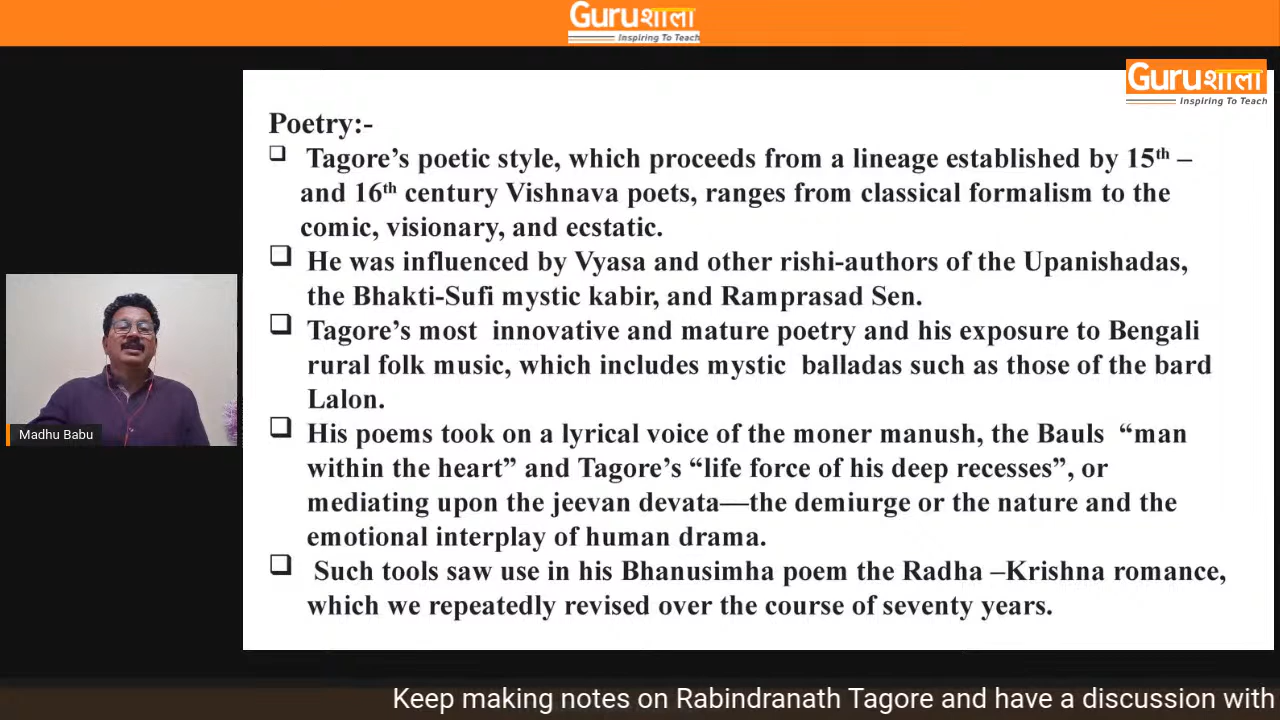 Guruशाला
Inspiring To Teach
Guruशाला
Inspiring To Teach
Poetry:-
❑ Tagore’s poetic style, which proceeds from a lineage established by 15th –
and 16th century Vishnava poets, ranges from classical formalism to the
comic, visionary, and ecstatic.
❑ He was influenced by Vyasa and other rishi-authors of the Upanishadas,
the Bhakti-Sufi mystic kabir, and Ramprasad Sen.
❑ Tagore’s most innovative and mature poetry and his exposure to Bengali
rural folk music, which includes mystic balladas such as those of the bard
Lalon.
❑ His poems took on a lyrical voice of the moner manush, the Bauls “man
within the heart” and Tagore’s “life force of his deep recesses”, or
mediating upon the jeevan devata—the demiurge or the nature and the
emotional interplay of human drama.
❑ Such tools saw use in his Bhanusimha poem the Radha –Krishna romance,
which we repeatedly revised over the course of seventy years.
Madhu Babu
Keep making notes on Rabindranath Tagore and have a discussion with